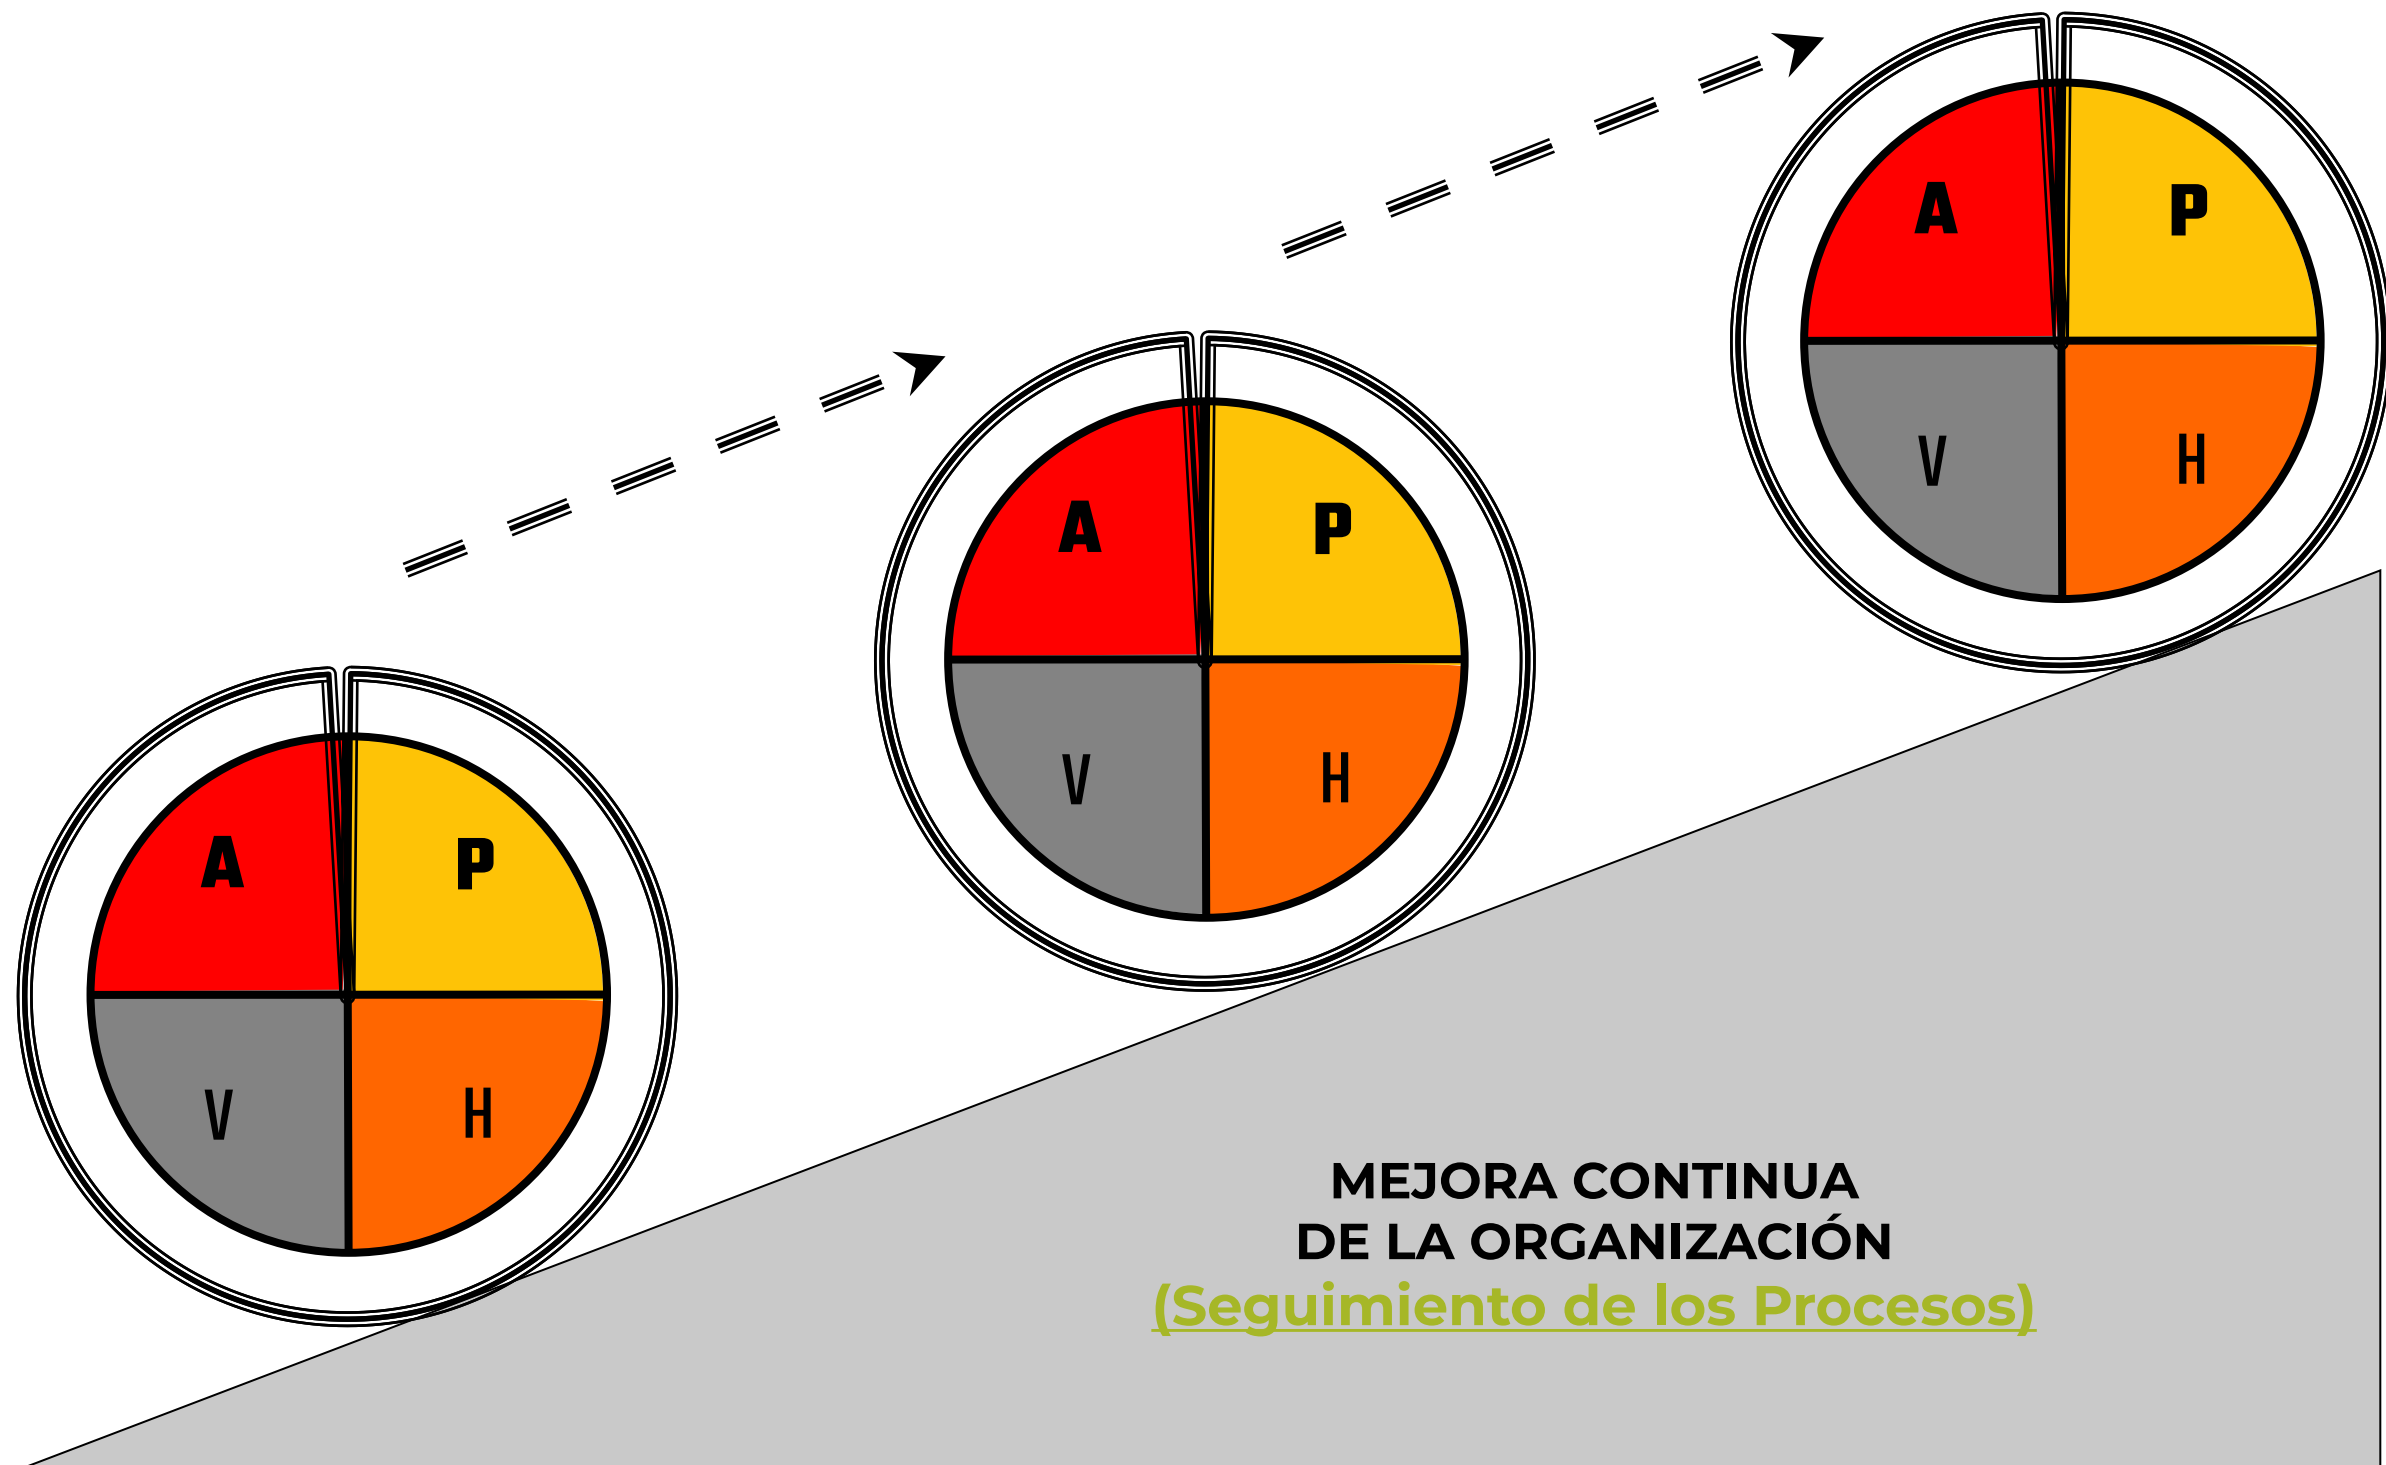 A P
V H
A P
V H
A P
V H
MEJORA CONTINUA
DE LA ORGANIZACIÓN
(Seguimiento de los Procesos)